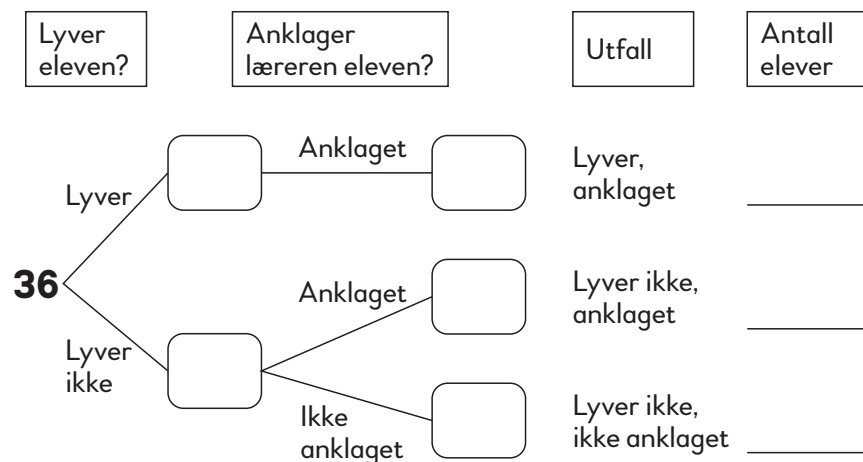 Lyver
eleven?
Anklager
læreren eleven?
Utfall
Antall
elever
Lyver
Anklaget
Lyver,
anklaget
36
Anklaget
Lyver ikke,
anklaget
Lyver
ikke
Ikke
anklaget
Lyver ikke,
ikke anklaget